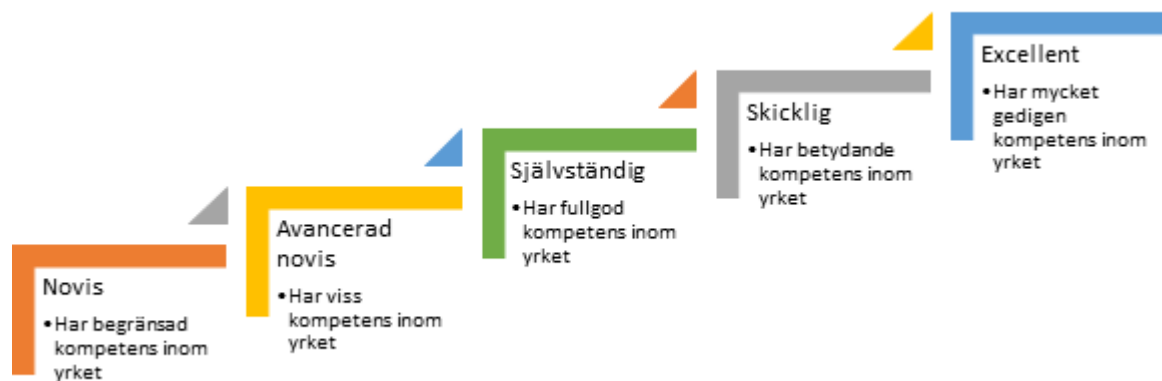 Novis
•Har begränsad
kompetens inom
yrket
Avancerad
novis
•Har viss
kompetens inom
yrket
Självständig
•Har fullgod
kompetens inom
yrket
Skicklig
•Har betydande
kompetens inom
yrket
Excellent
•Har mycket
gedigen
kompetens inom
yrket